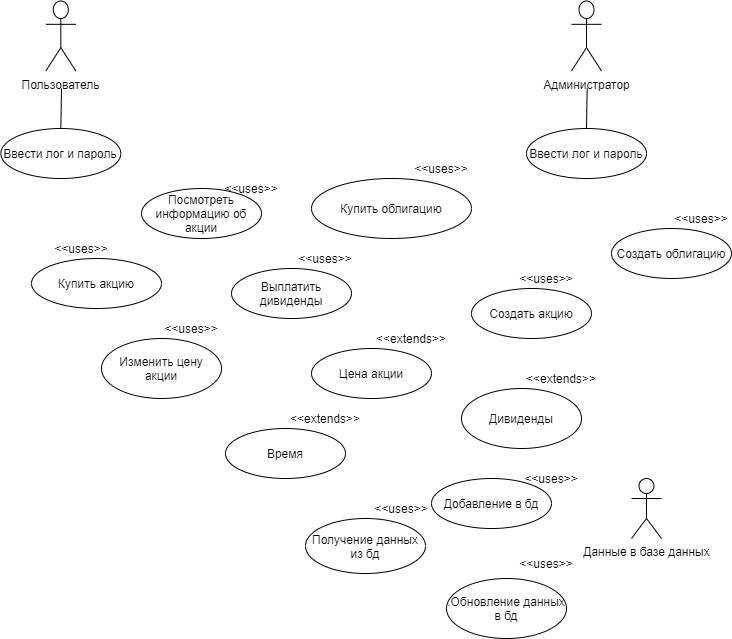 Пользователь
Администратор
Ввести лог и пароль
Ввести лог и пароль
<<uses>>
<<uses>>
Посмотреть
информацию об
акции
Купить облигацию
<<uses>>
Создать облигацию
<<uses>>
Купить акцию
<<uses>>
Выплатить
дивиденды
<<uses>>
Создать акцию
<<uses>>
Изменить цену
акции
<<extends>>
Цена акции
<<extends>>
Дивиденды
<<extends>>
Время
<<uses>>
Добавление в бд
<<uses>>
Получение данных
из бд
Данные в базе данных
<<uses>>
.Обновление данных
в бд